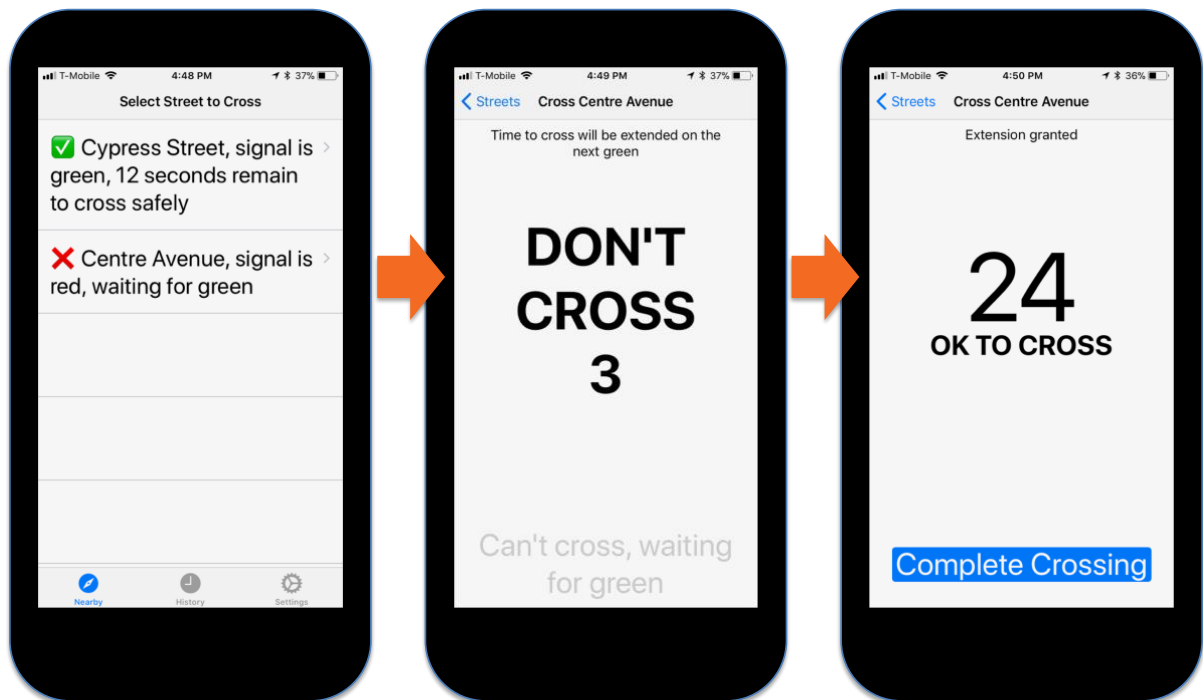 T-Mobile 4:48 PM 37%
Select Street to Cross
✅ Cypress Street, signal is
green, 12 seconds remain
to cross safely
❌ Centre Avenue, signal is
red, waiting for green
Nearby History Settings
T-Mobile 4:49 PM 37%
Streets Cross Centre Avenue
Time to cross will be extended on the
next green
DON'T
CROSS
3
Can't cross, waiting
for green
T-Mobile 4:50 PM 36%
Streets Cross Centre Avenue
Extension granted
24
OK TO CROSS
Complete Crossing